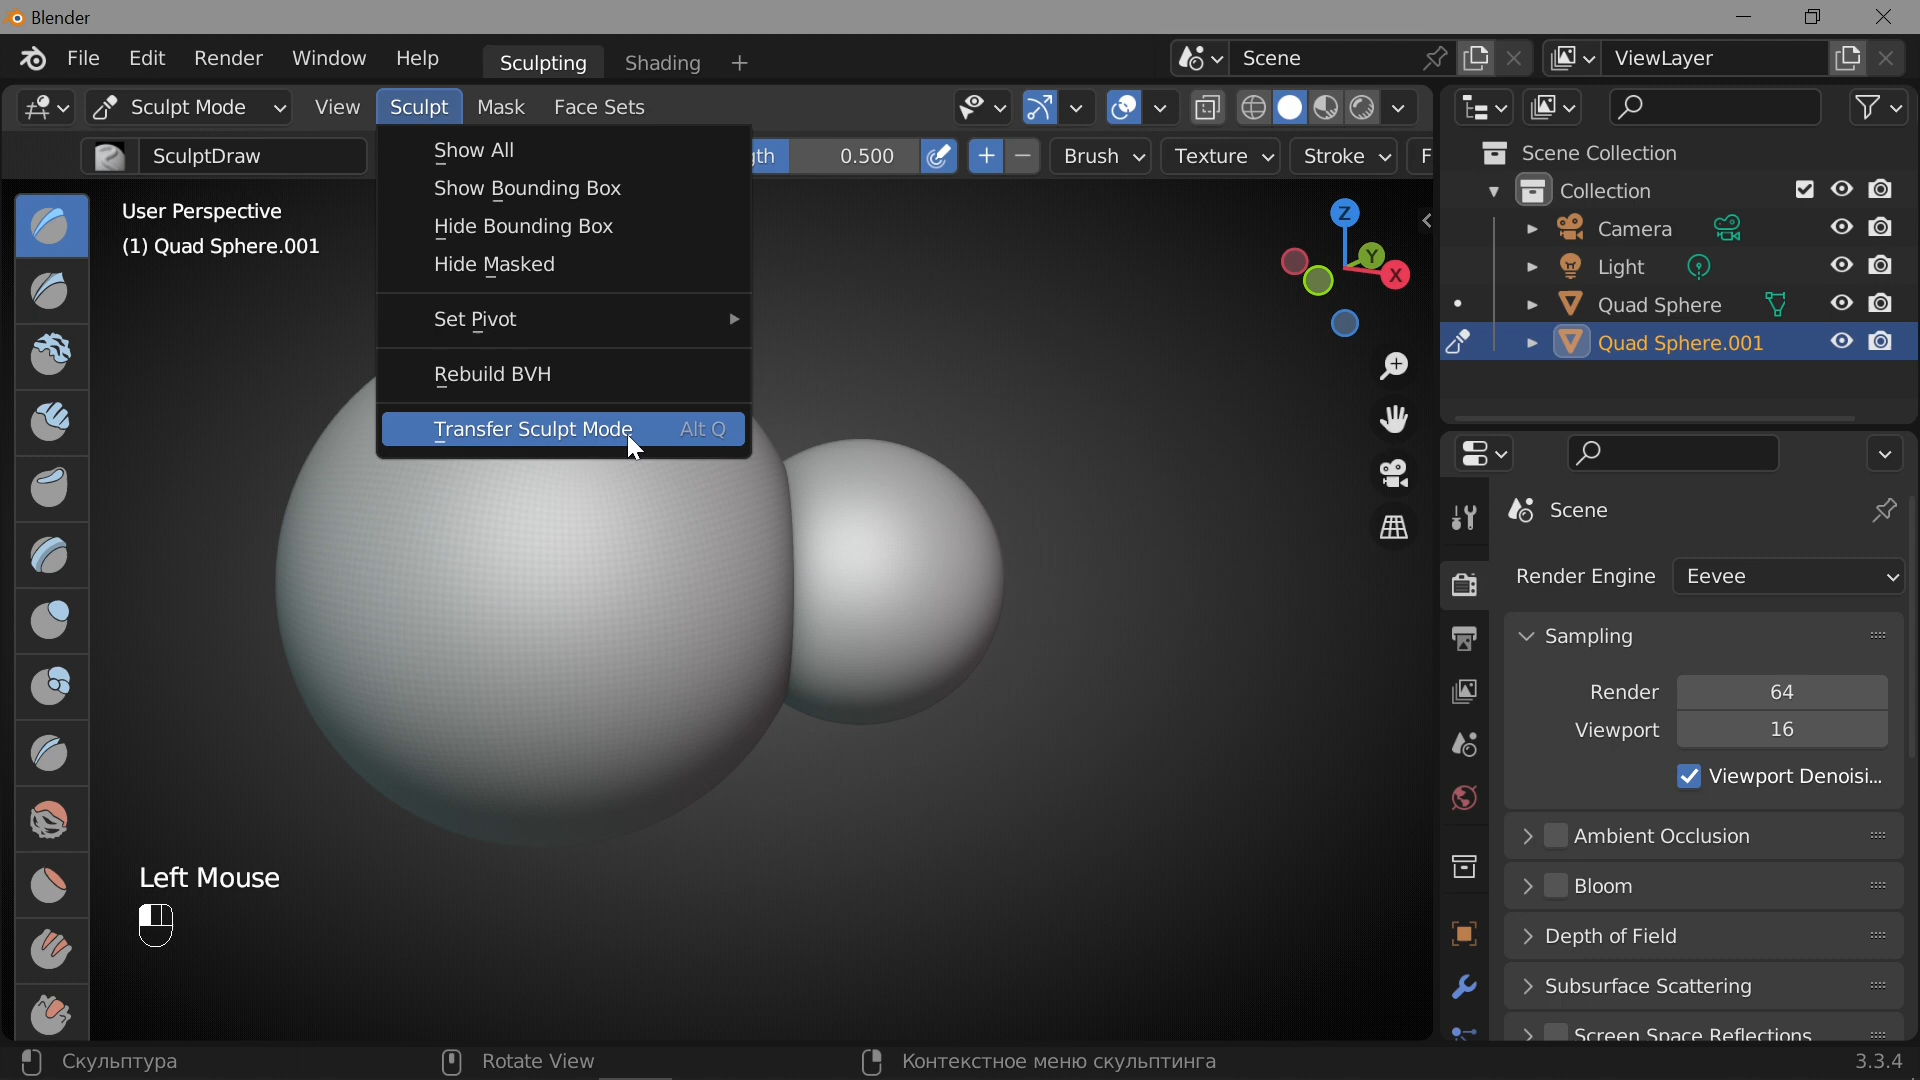 Blender
File Edit Render Window Help Sculpting Shading + Scene ViewLayer
Sculpt Mode View Sculpt Mask Face Sets
SculptDraw gth 0.500 Brush Texture Stroke F
User Perspective
(1) Quad Sphere.001
Show All
Show Bounding Box
Hide Bounding Box
Hide Masked
Set Pivot
Rebuild BVH
Transfer Sculpt Mode Alt Q
Z
Y
X
Left Mouse
Scene Collection
Collection
Camera
Light
Quad Sphere
Quad Sphere.001
Scene
Render Engine Eevee
Sampling
Render 64
Viewport 16
Viewport Denoisi...
Ambient Occlusion
Bloom
Depth of Field
Subsurface Scattering
Screen Space Reflections
Скульптура Rotate View Контекстное меню скульптинга 3.3.4